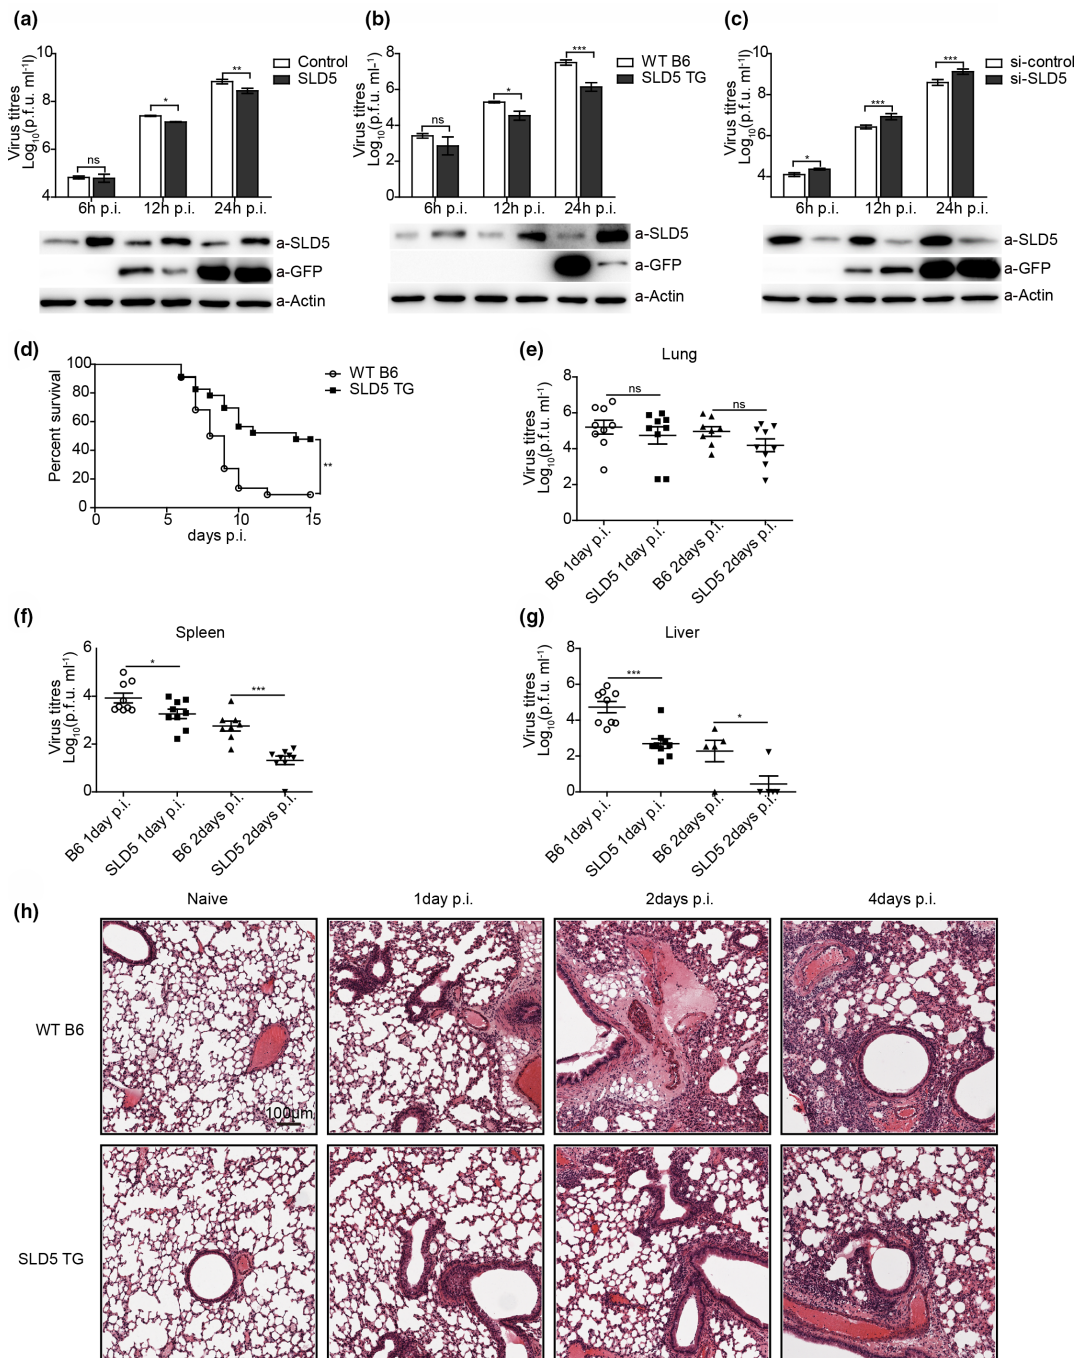 (a)
10
8
6
4
Virus titres
Log10(p.f.u. ml-1)
ns
*
**
Control
SLD5
6h p.i. 12h p.i. 24h p.i.
a-SLD5
a-GFP
a-Actin
(b)
8
6
4
2
0
Virus titres
Log10(p.f.u. ml-1)
ns
*
***
WT B6
SLD5 TG
6h p.i. 12h p.i. 24h p.i.
a-SLD5
a-GFP
a-Actin
(c)
10
8
6
4
Virus titres
Log10(p.f.u. ml-1)
*
***
***
si-control
si-SLD5
6h p.i. 12h p.i. 24h p.i.
a-SLD5
a-GFP
a-Actin
(d)
100
80
60
40
20
0
Percent survival
0 5 10 15
days p.i.
WT B6
SLD5 TG
**
(e)
Lung
8
6
4
2
0
Virus titres
Log10(p.f.u. ml-1)
ns
ns
B6 1day p.i.
SLD5 1day p.i.
B6 2days p.i.
SLD5 2days p.i.
(f)
Spleen
6
4
2
0
Virus titres
Log10(p.f.u. ml-1)
*
***
B6 1day p.i.
SLD5 1day p.i.
B6 2days p.i.
SLD5 2days p.i.
(g)
Liver
8
6
4
2
0
Virus titres
Log10(p.f.u. ml-1)
***
*
B6 1day p.i.
SLD5 1day p.i.
B6 2days p.i.
SLD5 2days p.i.
(h)
Naive 1day p.i. 2days p.i. 4days p.i.
WT B6
100μm
SLD5 TG